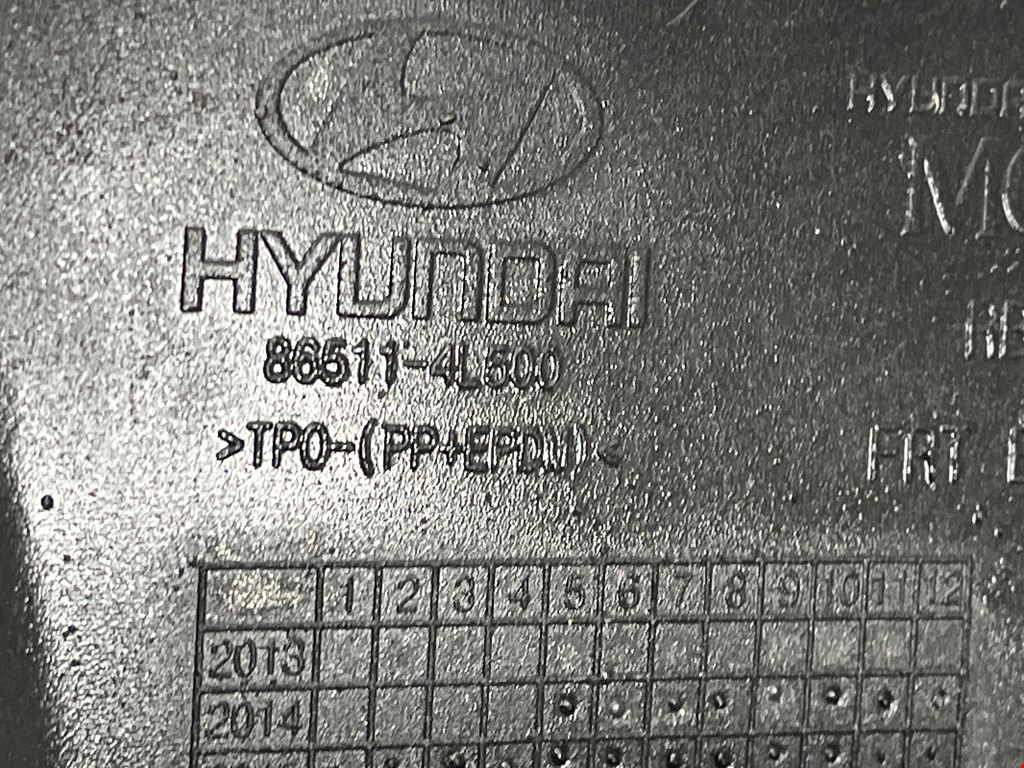 HYUNDAI
86511-4L500
>TPO-(PP+EPDM)<
FRT
1 2 3 4 5 6 7 8 9 10 11 12
2013
2014